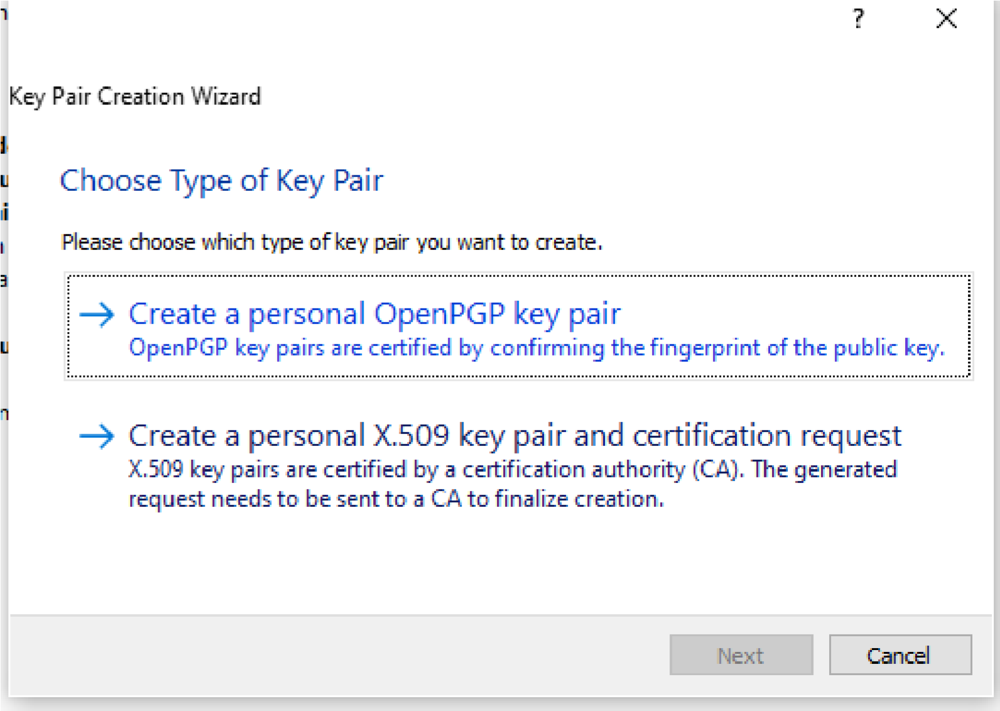 ?
Key Pair Creation Wizard
Choose Type of Key Pair
Please choose which type of key pair you want to create.
Create a personal OpenPGP key pair
OpenPGP key pairs are certified by confirming the fingerprint of the public key.
Create a personal X.509 key pair and certification request
X.509 key pairs are certified by a certification authority (CA). The generated
request needs to be sent to a CA to finalize creation.
Next
Cancel